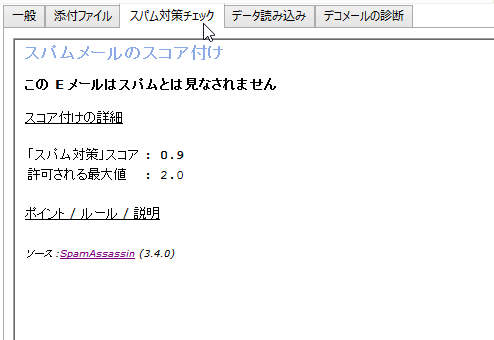 一般 添付ファイル スパム対策チェック データ読み込み デコメールの診断
スパムメールのスコア付け
この Eメールはスパムとは見なされません
スコア付けの詳細
「スパム対策」スコア : 0.9
許可される最大値 : 2.0
ポイント / ルール / 説明
ソース :SpamAssassin (3.4.0)